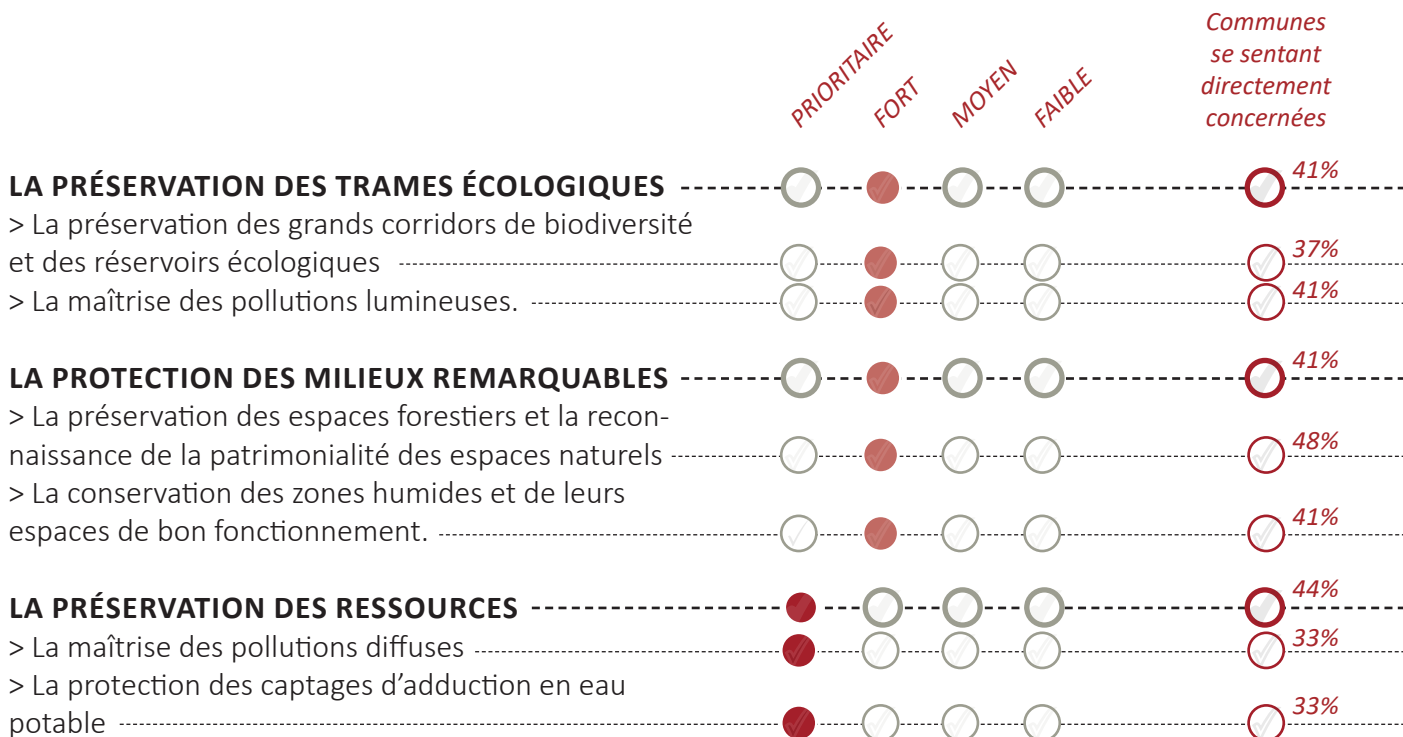 Communes
se sentant
directement
concernées
PRIORITAIRE
FORT
MOYEN
FAIBLE
LA PRÉSERVATION DES TRAMES ÉCOLOGIQUES 41%
> La préservation des grands corridors de biodiversité
et des réservoirs écologiques 37%
> La maîtrise des pollutions lumineuses. 41%
LA PROTECTION DES MILIEUX REMARQUABLES 41%
> La préservation des espaces forestiers et la recon-
naissance de la patrimonialité des espaces naturels 48%
> La conservation des zones humides et de leurs
espaces de bon fonctionnement. 41%
LA PRÉSERVATION DES RESSOURCES 44%
> La maîtrise des pollutions diffuses 33%
> La protection des captages d'adduction en eau
potable 33%